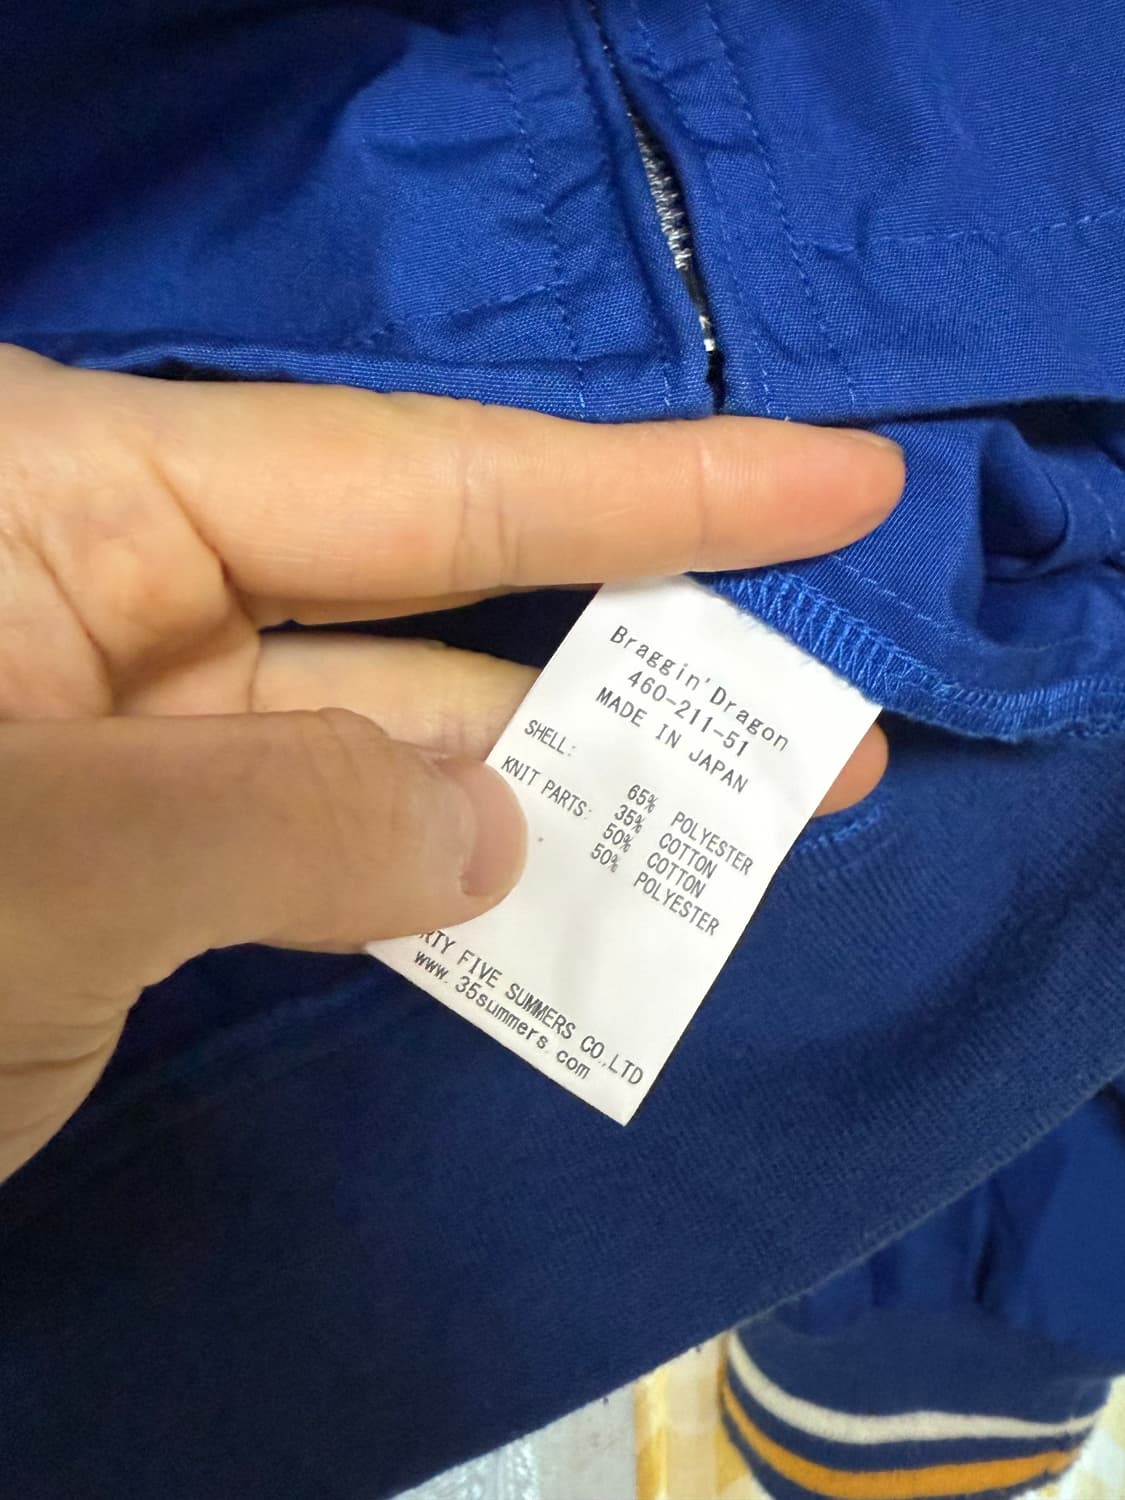 Braggin'Dragon
460-211-51
MADE IN JAPAN
SHELL:
65% POLYESTER
35% COTTON
KNIT PARTS: 50% COTTON
50% POLYESTER
FIVE SUMMERS CO.,LTD
www.35summers.com